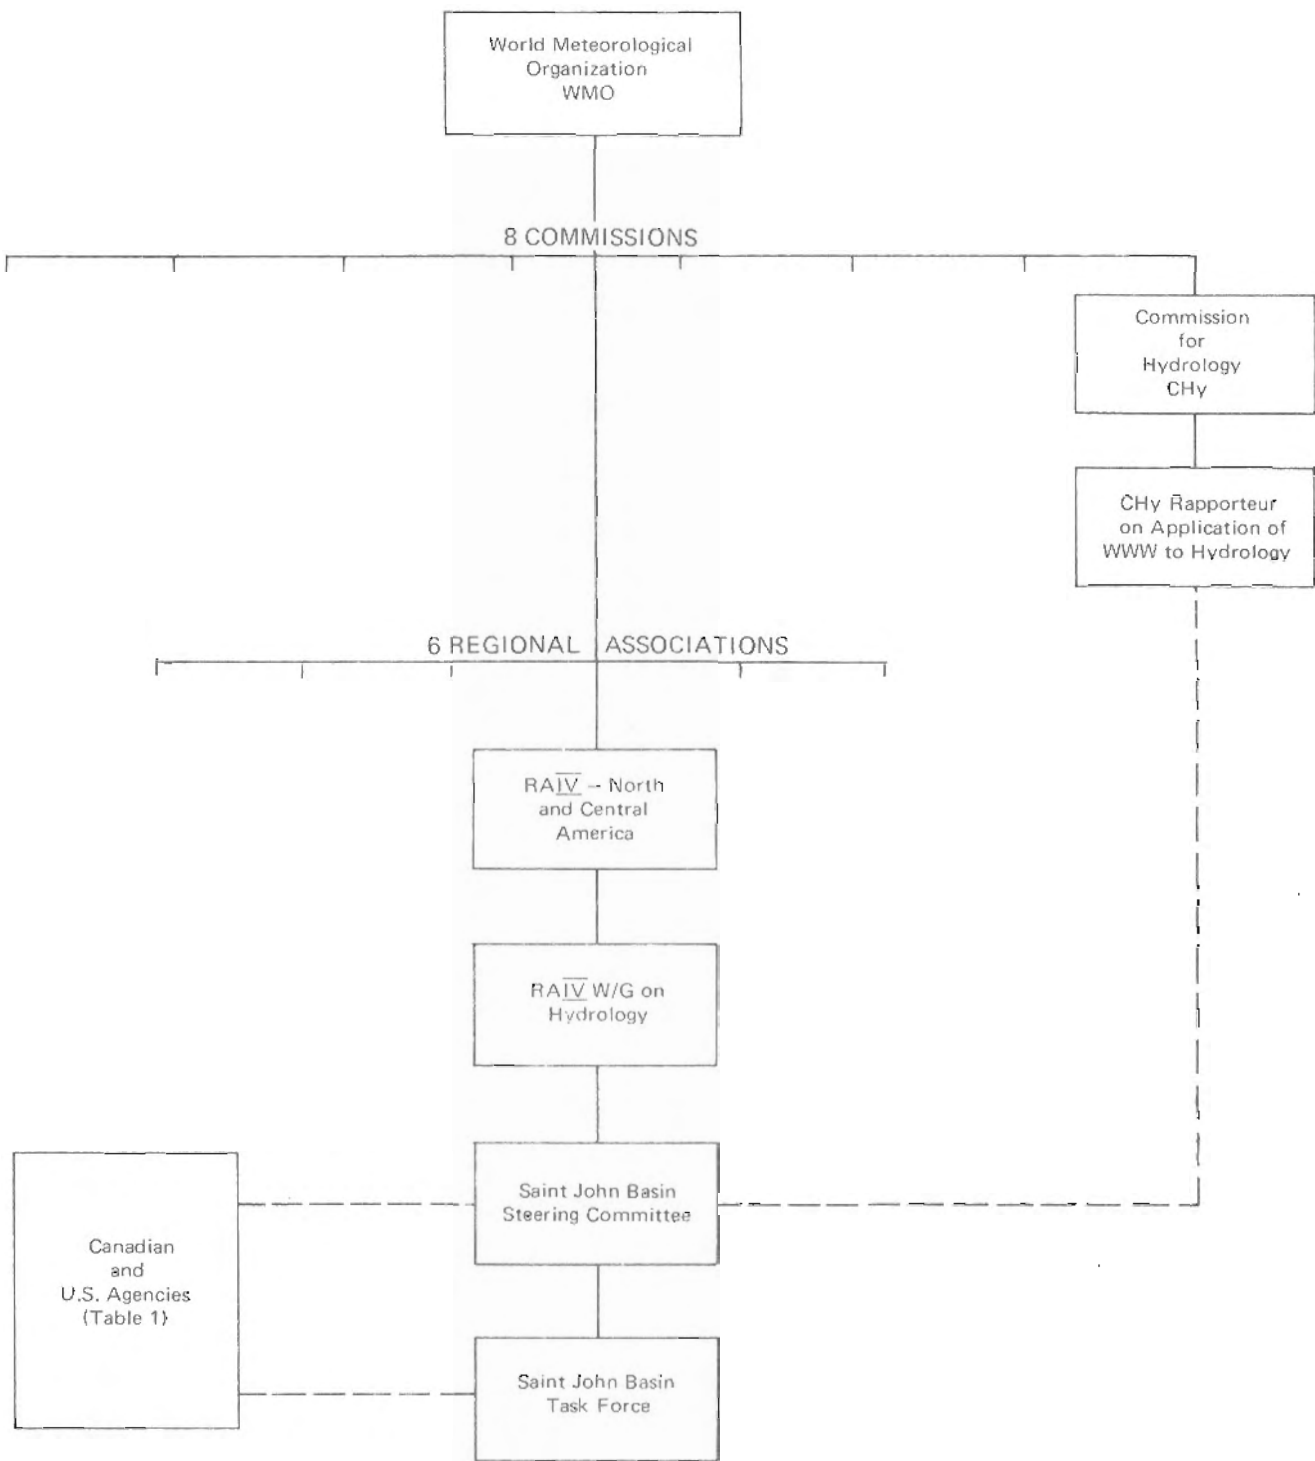 World Meteorological
Organization
WMO
8 COMMISSIONS
Commission
for
Hydrology
CHy
CHy Rapporteur
on Application of
WWW to Hydrology
6 REGIONAL ASSOCIATIONS
RAIV -- North
and Central
America
RAIV W/G on
Hydrology
Saint John Basin
Steering Committee
Canadian
and
U.S. Agencies
(Table 1)
Saint John Basin
Task Force